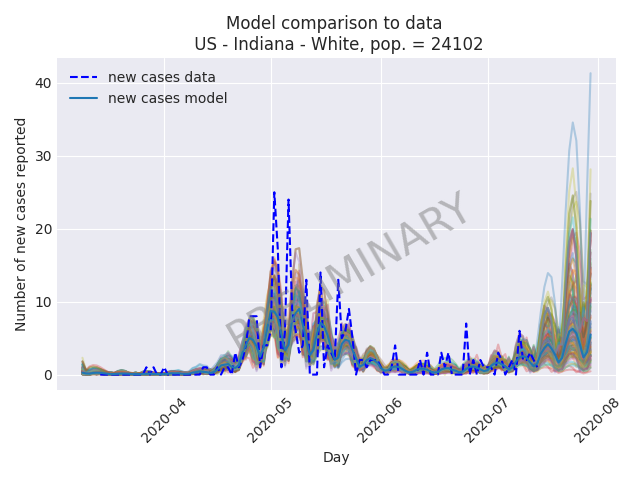 Model comparison to data
US - Indiana - White, pop. = 24102
new cases data
new cases model
PRELIMINARY
Number of new cases reported
40
30
20
10
0
2020-04
2020-05
2020-06
2020-07
2020-08
Day